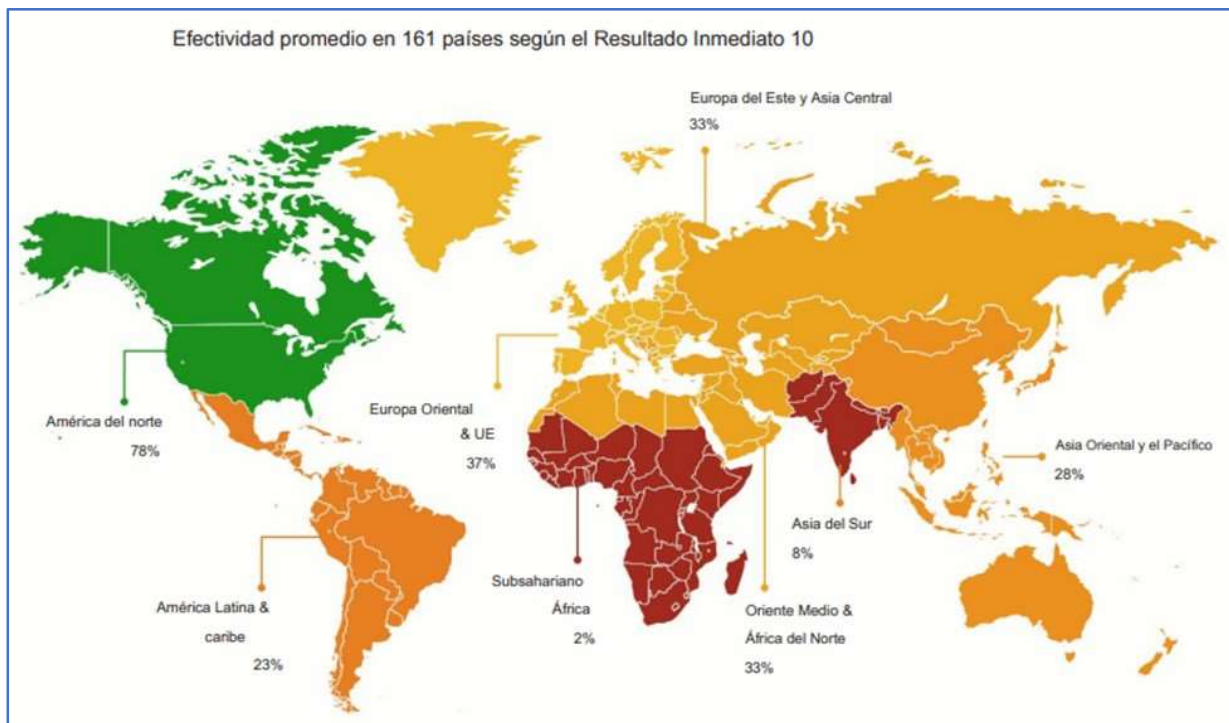 Efectividad promedio en 161 países según el Resultado Inmediato 10
Europa del Este y Asia Central
33%
América del norte
78%
Europa Oriental
& UE
37%
Asia Oriental y el Pacífico
28%
Asia del Sur
8%
Subsahariano
África
2%
América Latina &
caribe
23%
Oriente Medio &
África del Norte
33%